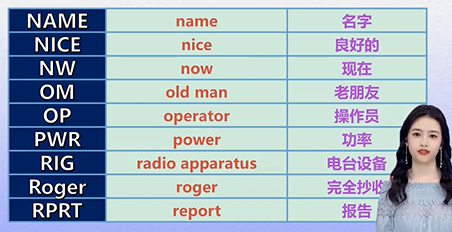 NAME name 名字
NICE nice 良好的
NW now 现在
OM old man 老朋友
OP operator 操作员
PWR power 功率
RIG radio apparatus 电台设备
Roger roger 完全抄收
RPRT report 报告